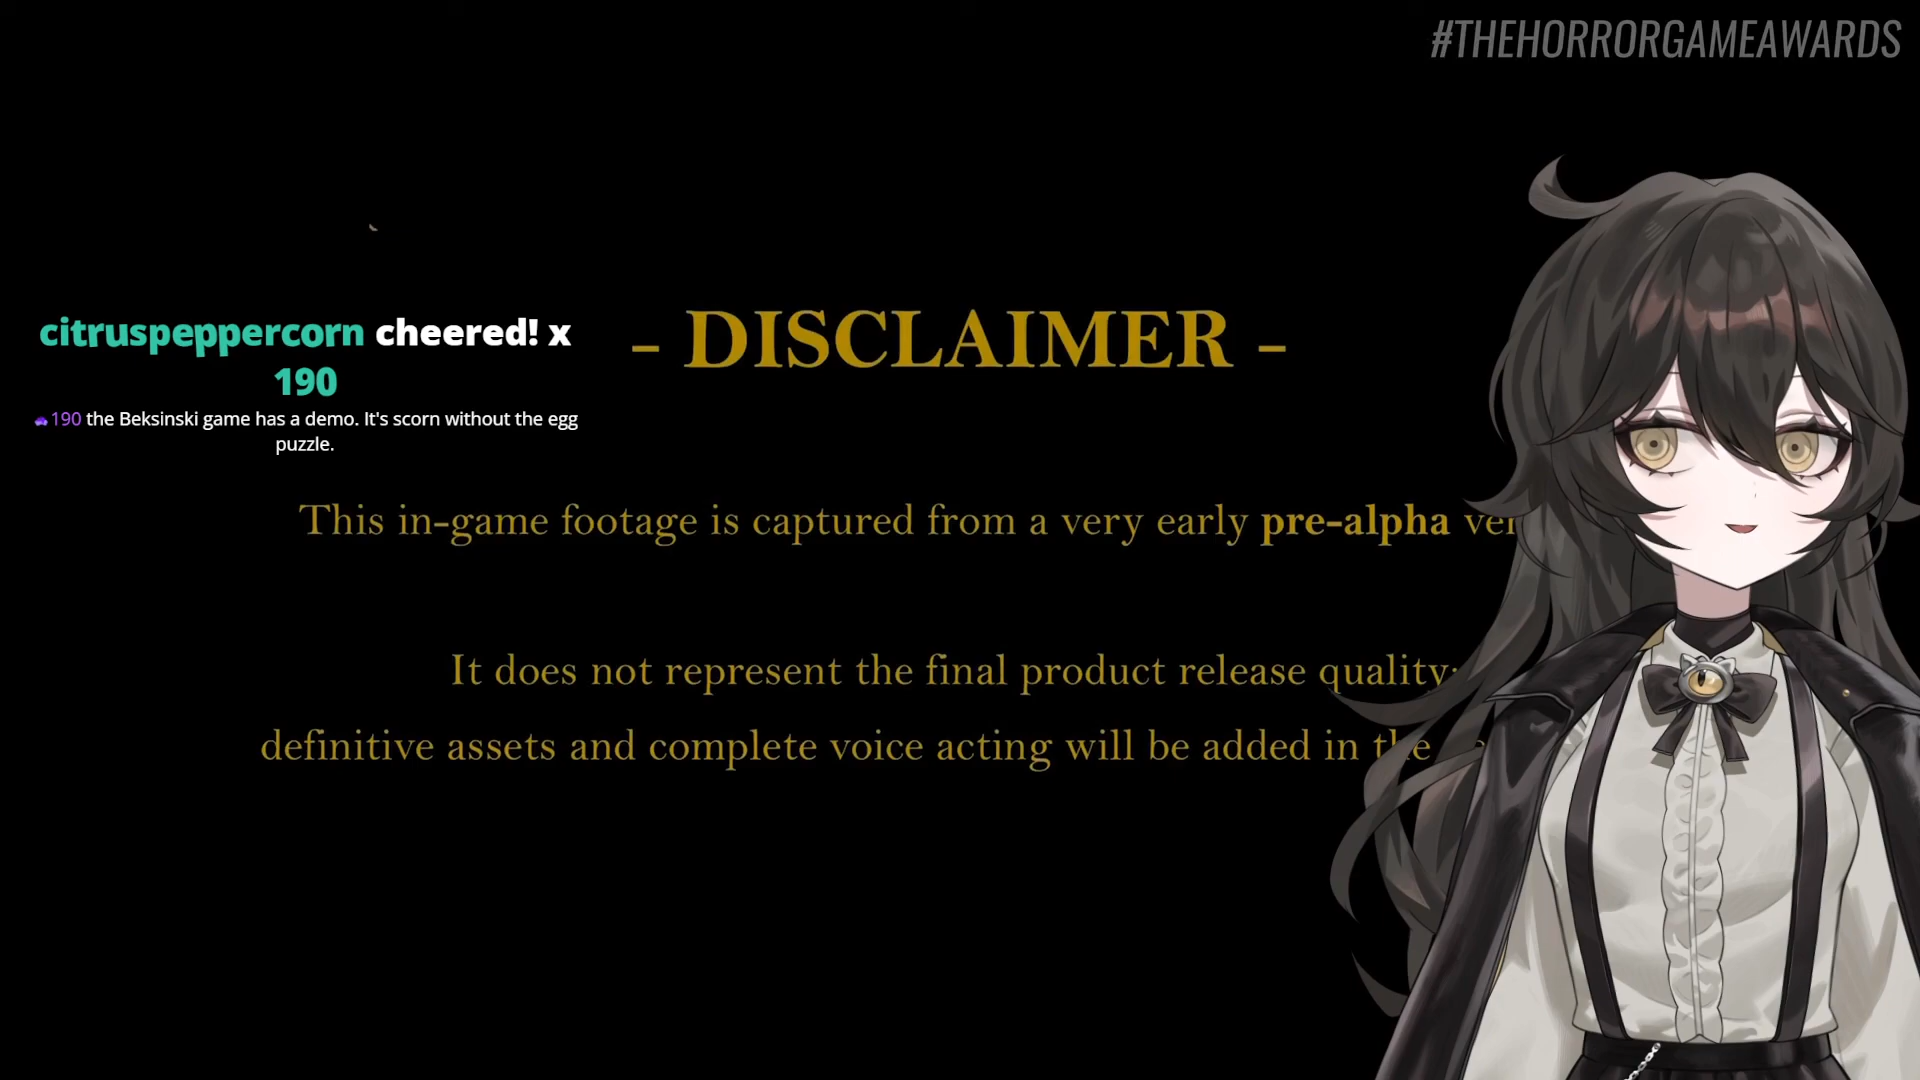 #THEHORRORGAMEAWARDS
– DISCLAIMER –
citruspeppercorn cheered! x
190
190 the Beksinski game has a demo. It's scorn without the egg
puzzle.
This in-game footage is captured from a very early pre-alpha
It does not represent the final product release quality;
definitive assets and complete voice acting will be added in the